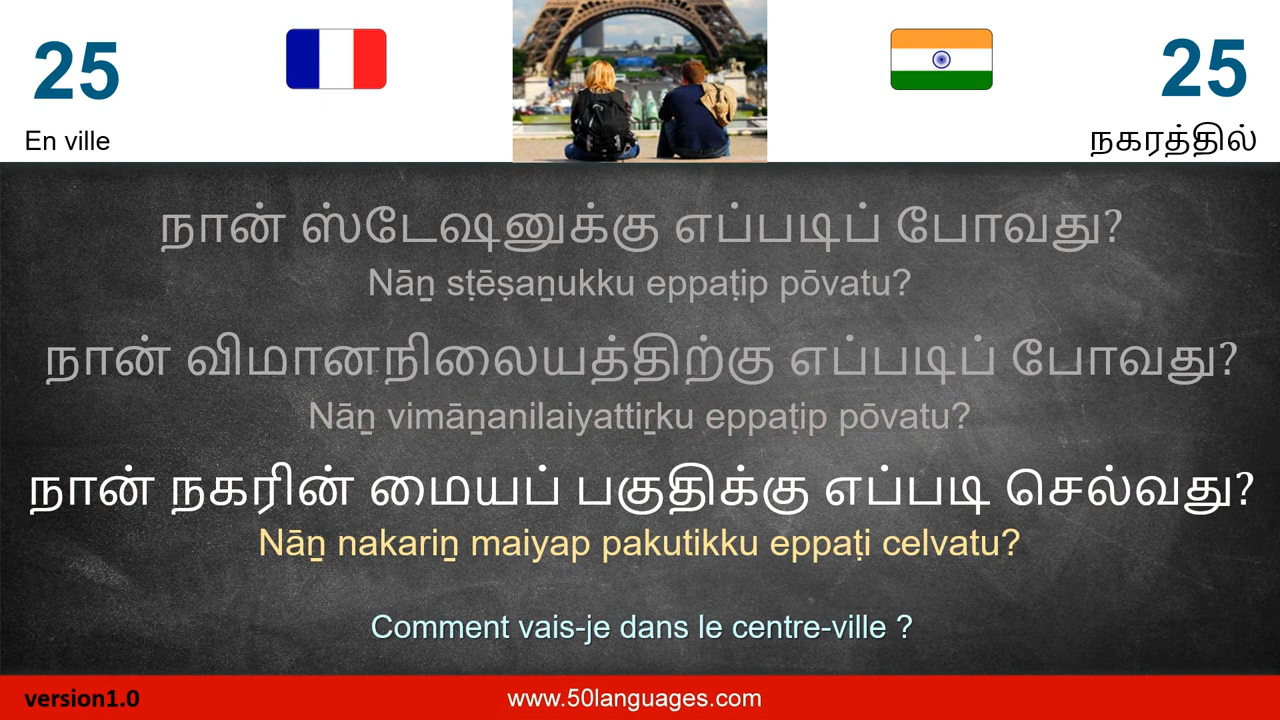 25
25
En ville
நகரத்தில்
நான் ஸ்டேஷனுக்கு எப்படிப் போவது?
Nāṉ sṭēṣaṉukku eppaṭip pōvatu?
நான் விமானநிலையத்திற்கு எப்படிப் போவது?
Nāṉ vimāṉanilaiyattiṟku eppaṭip pōvatu?
நான் நகரின் மையப் பகுதிக்கு எப்படி செல்வது?
Nāṉ nakariṉ maiyap pakutikku eppaṭi celvatu?
Comment vais-je dans le centre-ville ?
version1.0
www.50languages.com